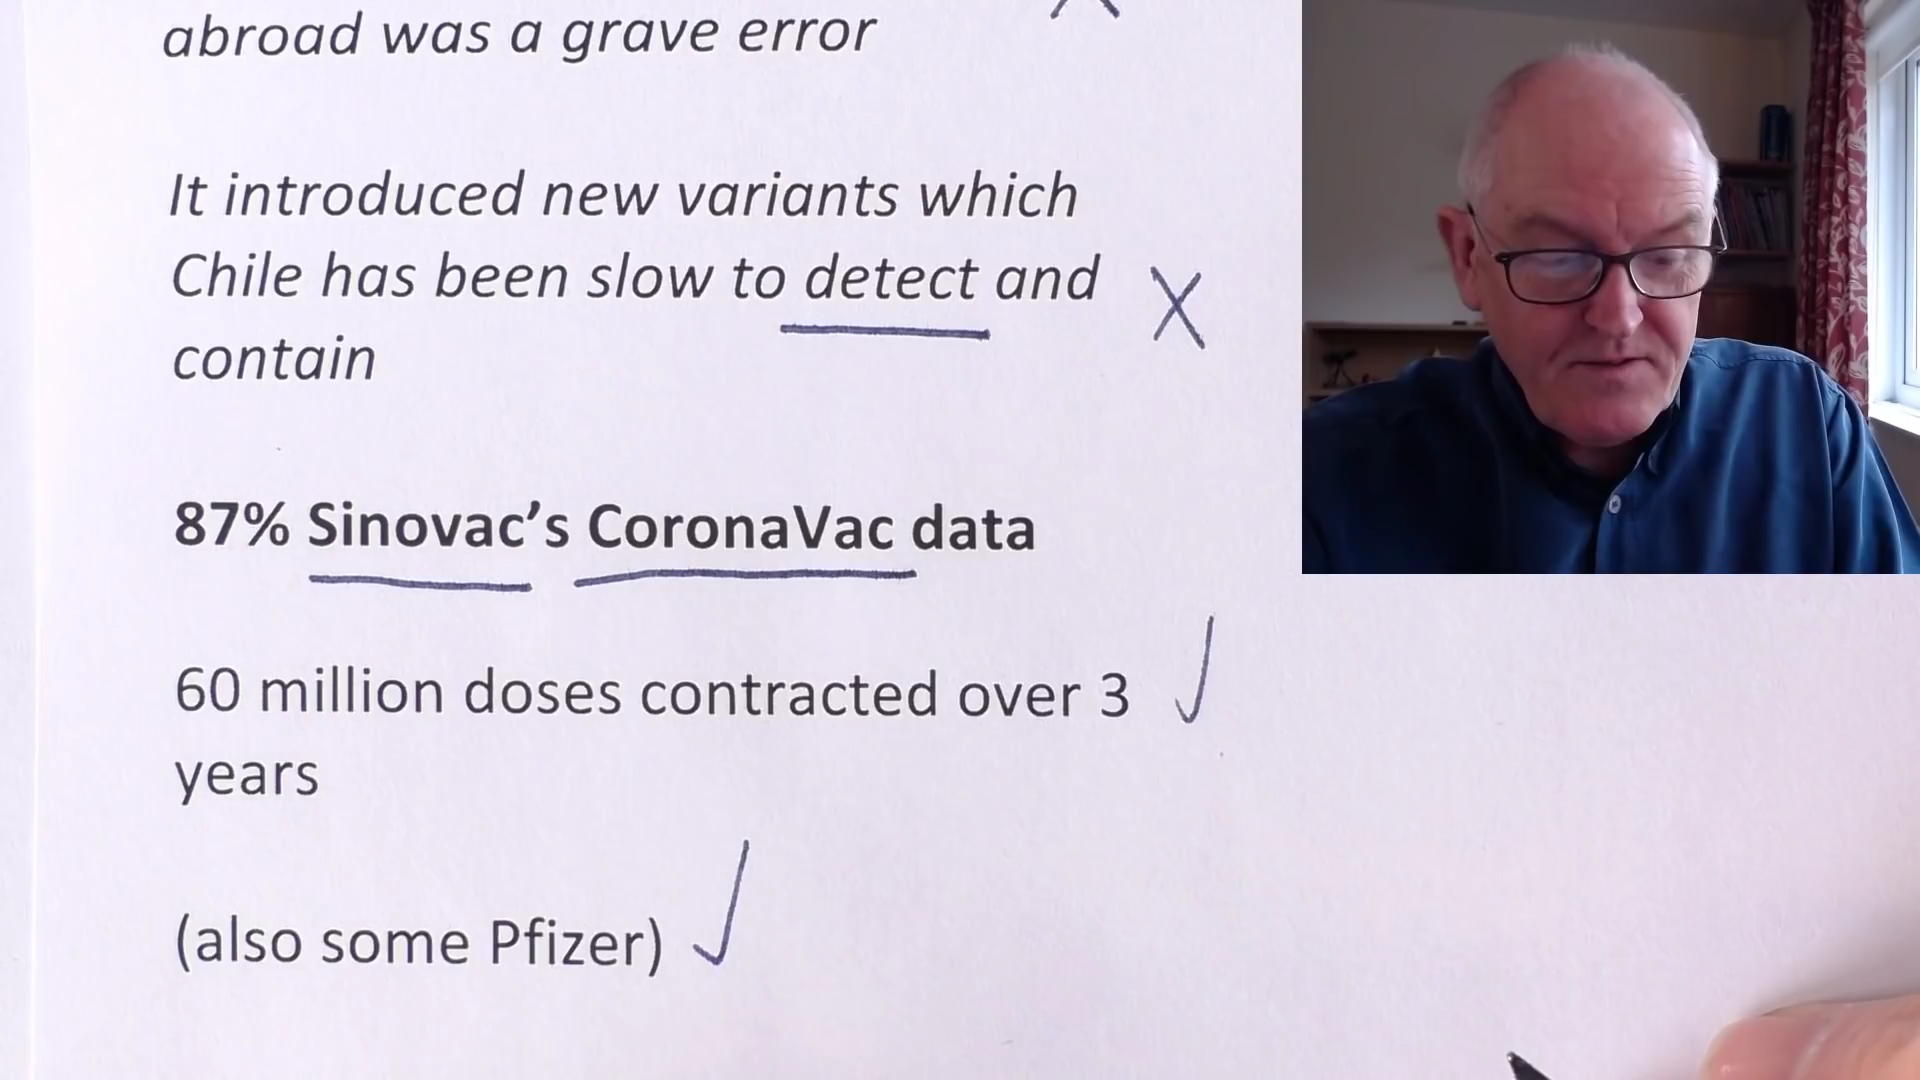 abroad was a grave error
It introduced new variants which
Chile has been slow to detect and
contain
87% Sinovac’s CoronaVac data
60 million doses contracted over 3
years
(also some Pfizer)